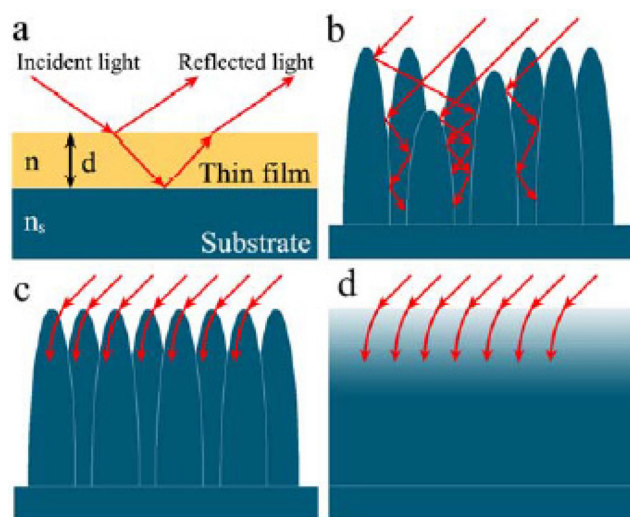 a
Incident light
Reflected light
n
d
Thin film
nₛ
Substrate
b
c
d